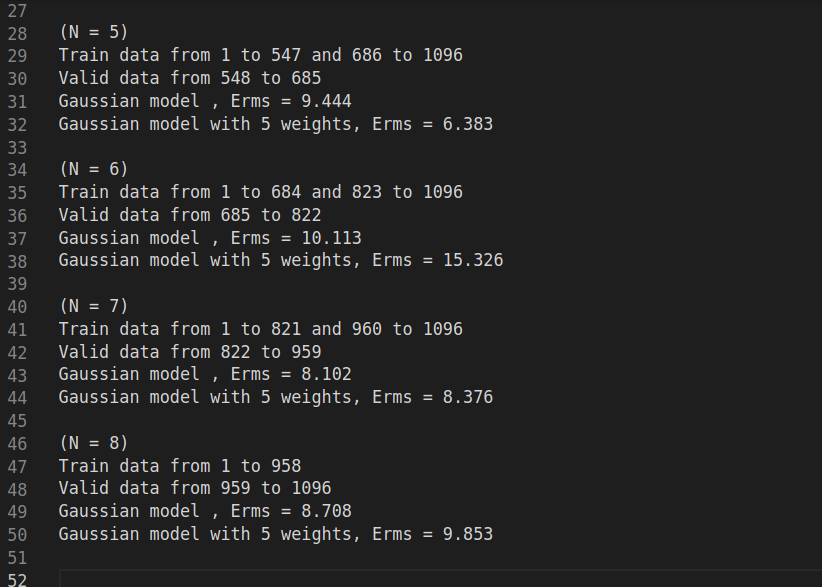 27
28 (N = 5)
29 Train data from 1 to 547 and 686 to 1096
30 Valid data from 548 to 685
31 Gaussian model , Erms = 9.444
32 Gaussian model with 5 weights, Erms = 6.383
33
34 (N = 6)
35 Train data from 1 to 684 and 823 to 1096
36 Valid data from 685 to 822
37 Gaussian model , Erms = 10.113
38 Gaussian model with 5 weights, Erms = 15.326
39
40 (N = 7)
41 Train data from 1 to 821 and 960 to 1096
42 Valid data from 822 to 959
43 Gaussian model , Erms = 8.102
44 Gaussian model with 5 weights, Erms = 8.376
45
46 (N = 8)
47 Train data from 1 to 958
48 Valid data from 959 to 1096
49 Gaussian model , Erms = 8.708
50 Gaussian model with 5 weights, Erms = 9.853
51
52